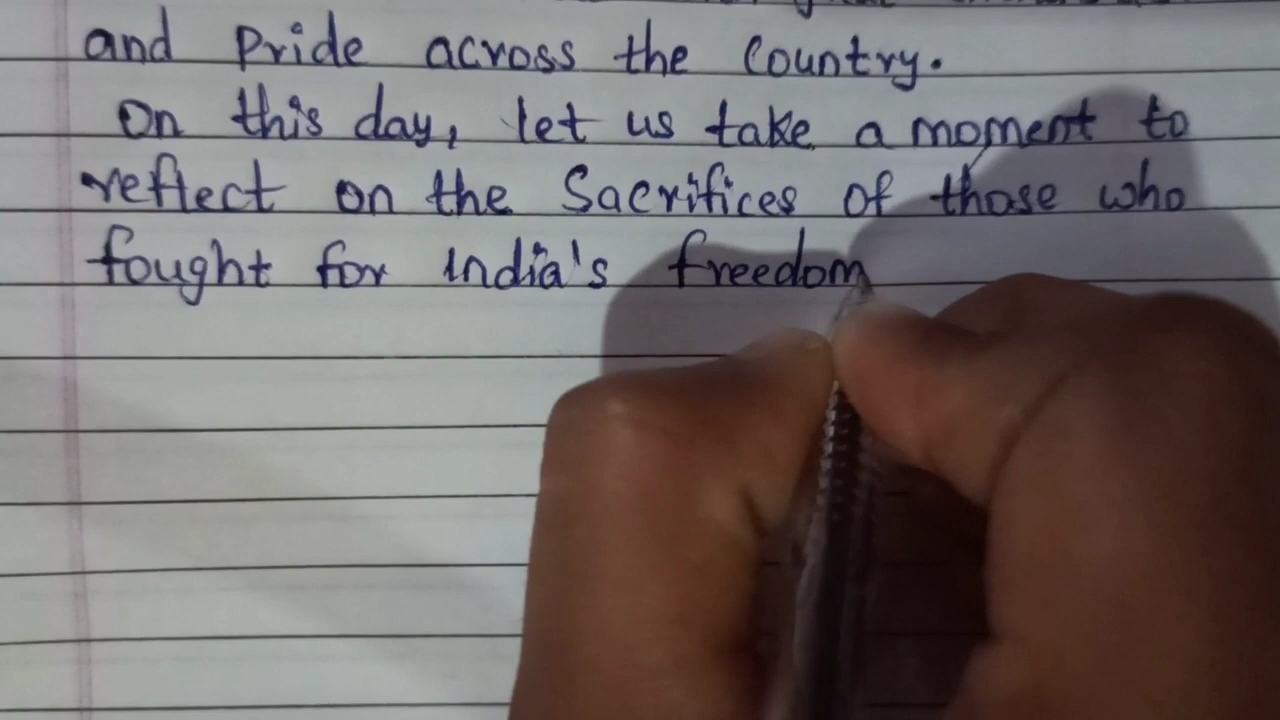 and Pride across the Country.
On this day, let us take a moment to
reflect on the Sacrifices of those who
fought for India's freedom